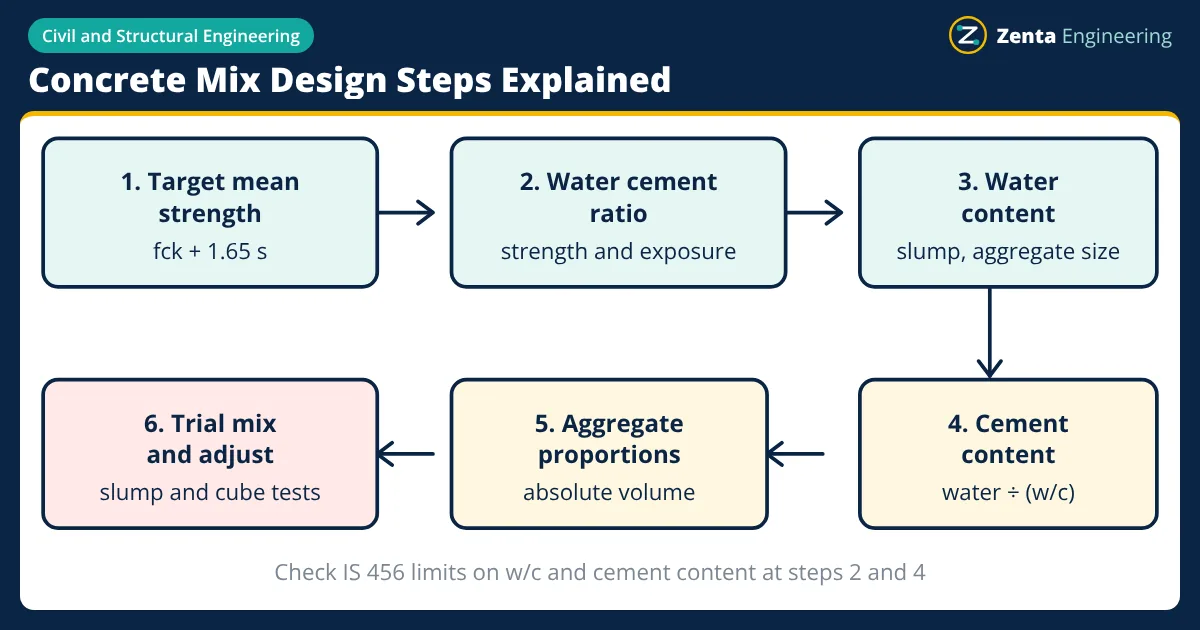 Civil and Structural Engineering
Zenta Engineering
Concrete Mix Design Steps Explained
1. Target mean
strength
fck + 1.65 s
2. Water cement
ratio
strength and exposure
3. Water
content
slump, aggregate size
4. Cement
content
water ÷ (w/c)
5. Aggregate
proportions
absolute volume
6. Trial mix
and adjust
slump and cube tests
Check IS 456 limits on w/c and cement content at steps 2 and 4